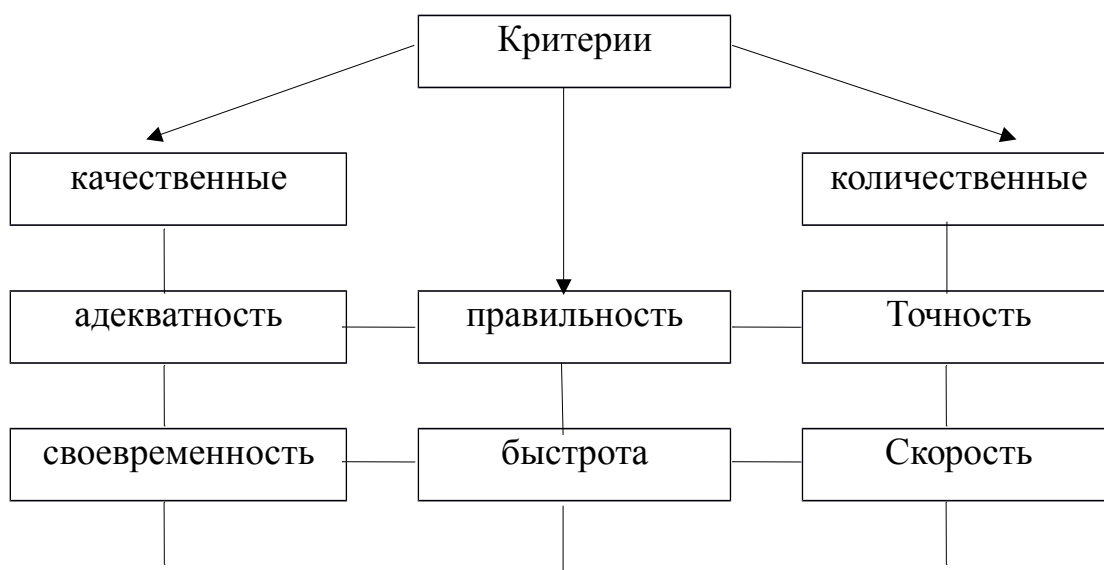 Критерии
качественные
количественные
адекватность
правильность
Точность
своевременность
быстрота
Скорость